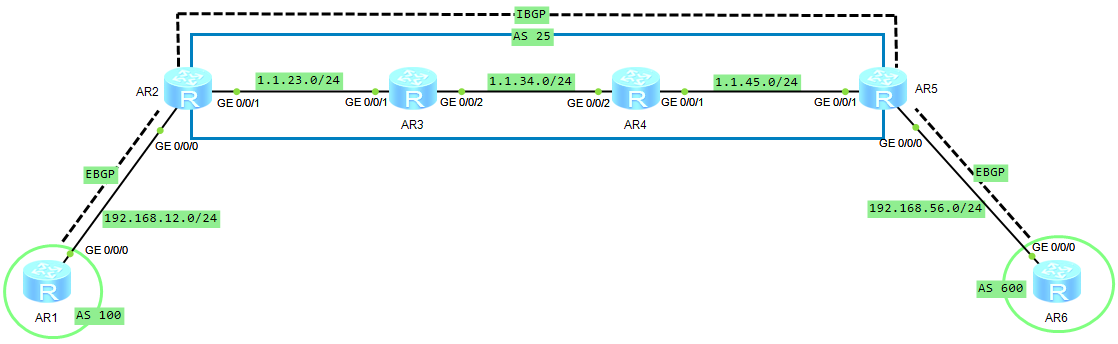 IBGP
AS 25
1.1.23.0/24
1.1.34.0/24
1.1.45.0/24
AR2
R
R
R
R
AR5
GE 0/0/1
GE 0/0/1
GE 0/0/2
GE 0/0/2
GE 0/0/1
GE 0/0/1
AR3
AR4
GE 0/0/0
GE 0/0/0
EBGP
EBGP
192.168.12.0/24
192.168.56.0/24
GE 0/0/0
GE 0/0/0
R
R
AS 600
AR1
AS 100
AR6